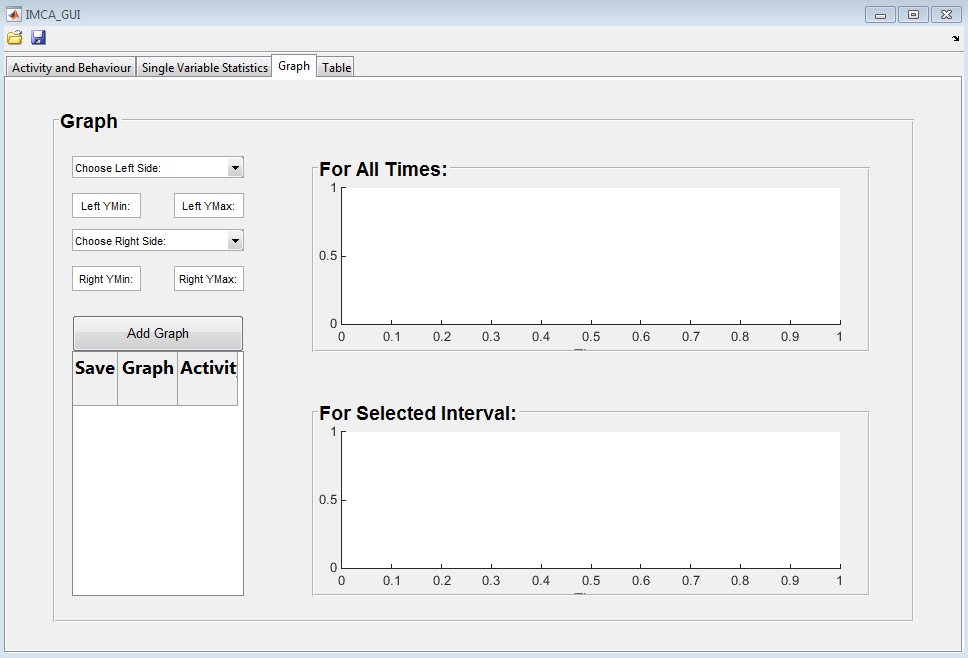 IMCA_GUI
Activity and Behaviour Single Variable Statistics Graph Table
Graph
Choose Left Side:
Left YMin: Left YMax:
Choose Right Side:
Right YMin: Right YMax:
Add Graph
Save Graph Activit
For All Times:
1
0.5
0
0 0.1 0.2 0.3 0.4 0.5 0.6 0.7 0.8 0.9 1
For Selected Interval:
1
0.5
0
0 0.1 0.2 0.3 0.4 0.5 0.6 0.7 0.8 0.9 1